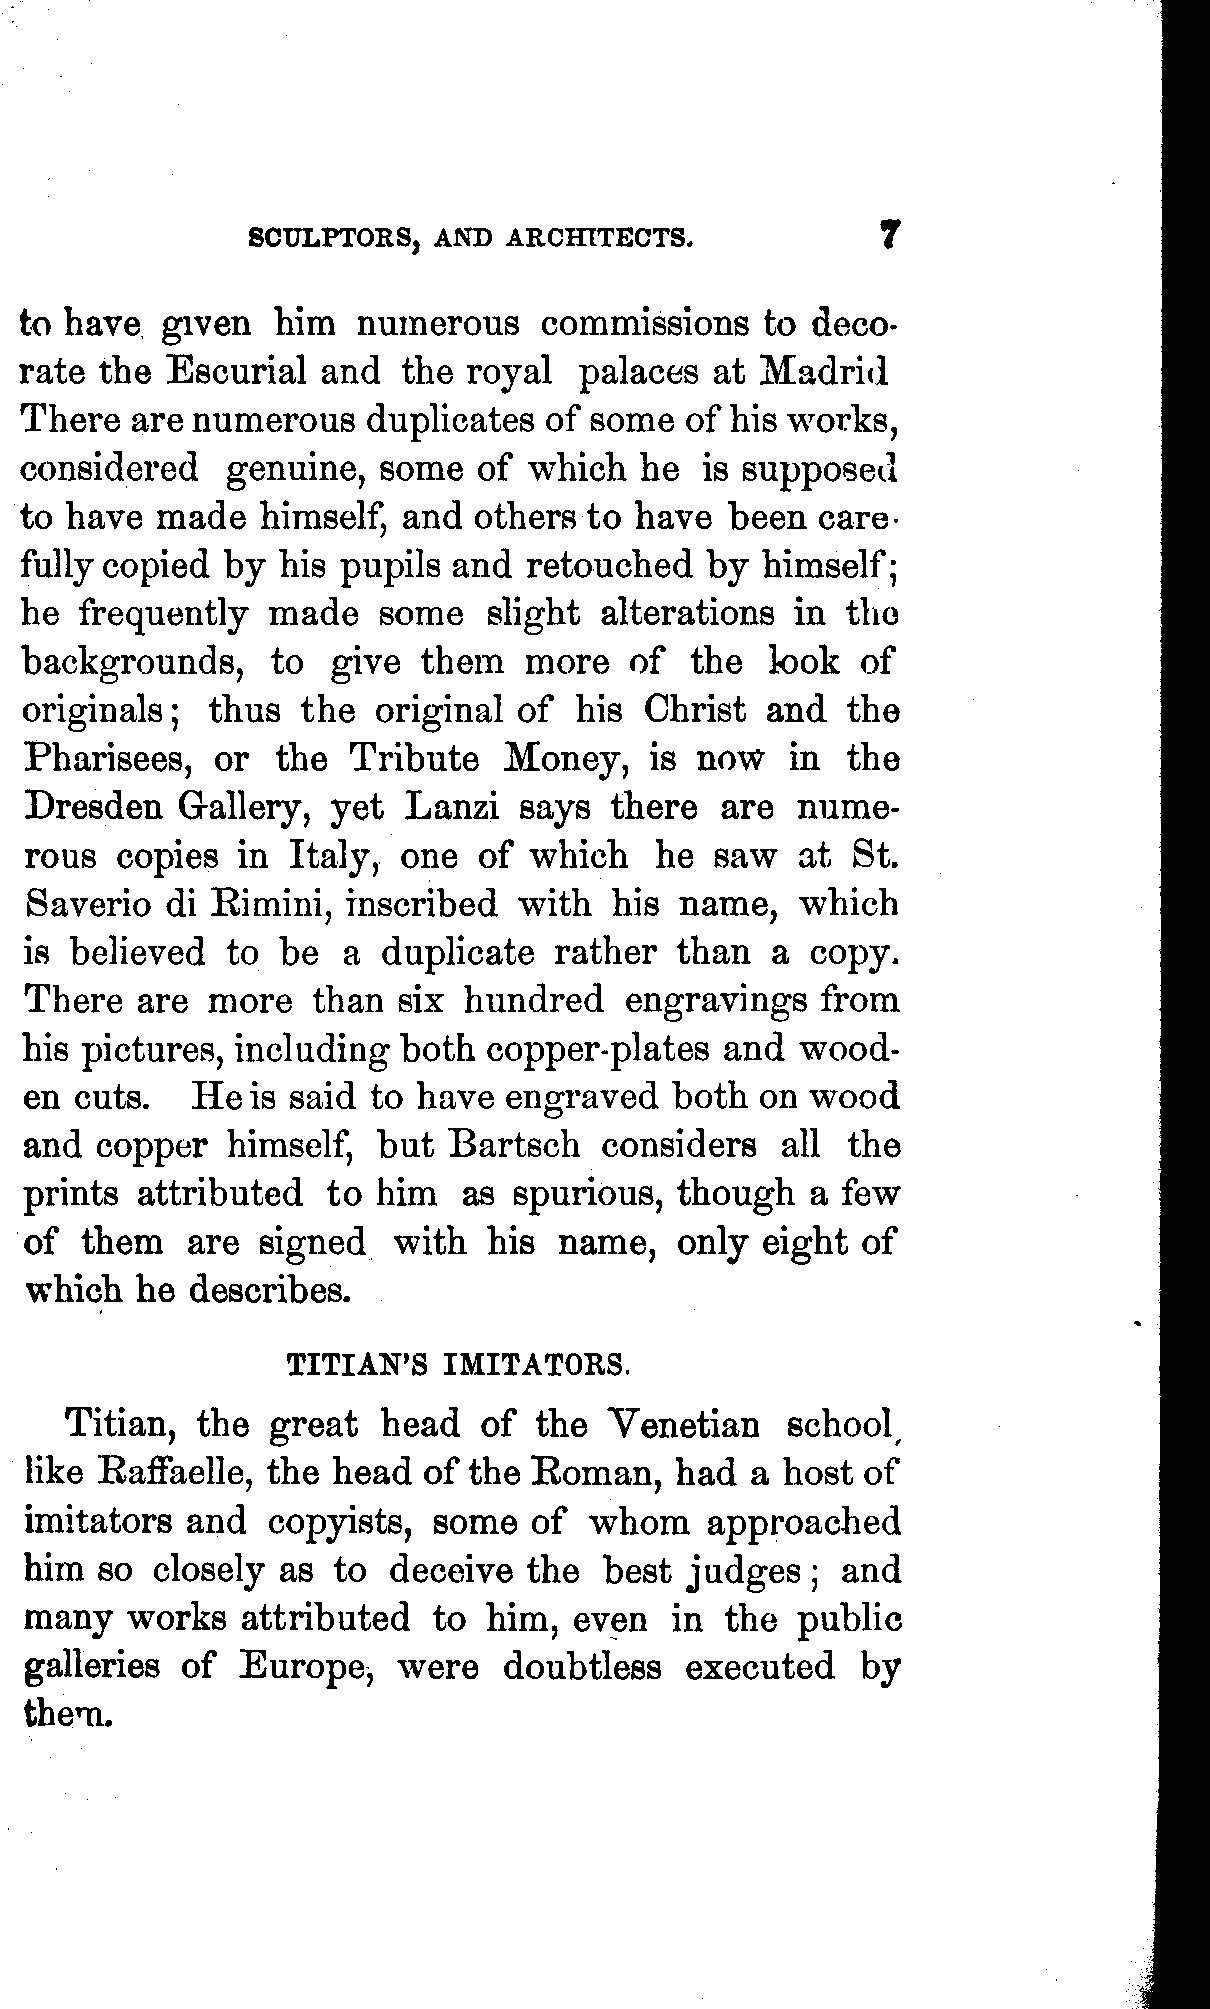 SCULPTORS, AND ARCHITECTS. 7
to have given him numerous commissions to deco-
rate the Escurial and the royal palaces at Madrid
There are numerous duplicates of some of his works,
considered genuine, some of which he is supposed
to have made himself, and others to have been care-
fully copied by his pupils and retouched by himself;
he frequently made some slight alterations in the
backgrounds, to give them more of the look of
originals; thus the original of his Christ and the
Pharisees, or the Tribute Money, is now in the
Dresden Gallery, yet Lanzi says there are nume-
rous copies in Italy, one of which he saw at St.
Saverio di Rimini, inscribed with his name, which
is believed to be a duplicate rather than a copy.
There are more than six hundred engravings from
his pictures, including both copper-plates and wood-
en cuts. He is said to have engraved both on wood
and copper himself, but Bartsch considers all the
prints attributed to him as spurious, though a few
of them are signed with his name, only eight of
which he describes.
TITIAN'S IMITATORS.
Titian, the great head of the Venetian school,
like Raffaelle, the head of the Roman, had a host of
imitators and copyists, some of whom approached
him so closely as to deceive the best judges; and
many works attributed to him, even in the public
galleries of Europe, were doubtless executed by
them.